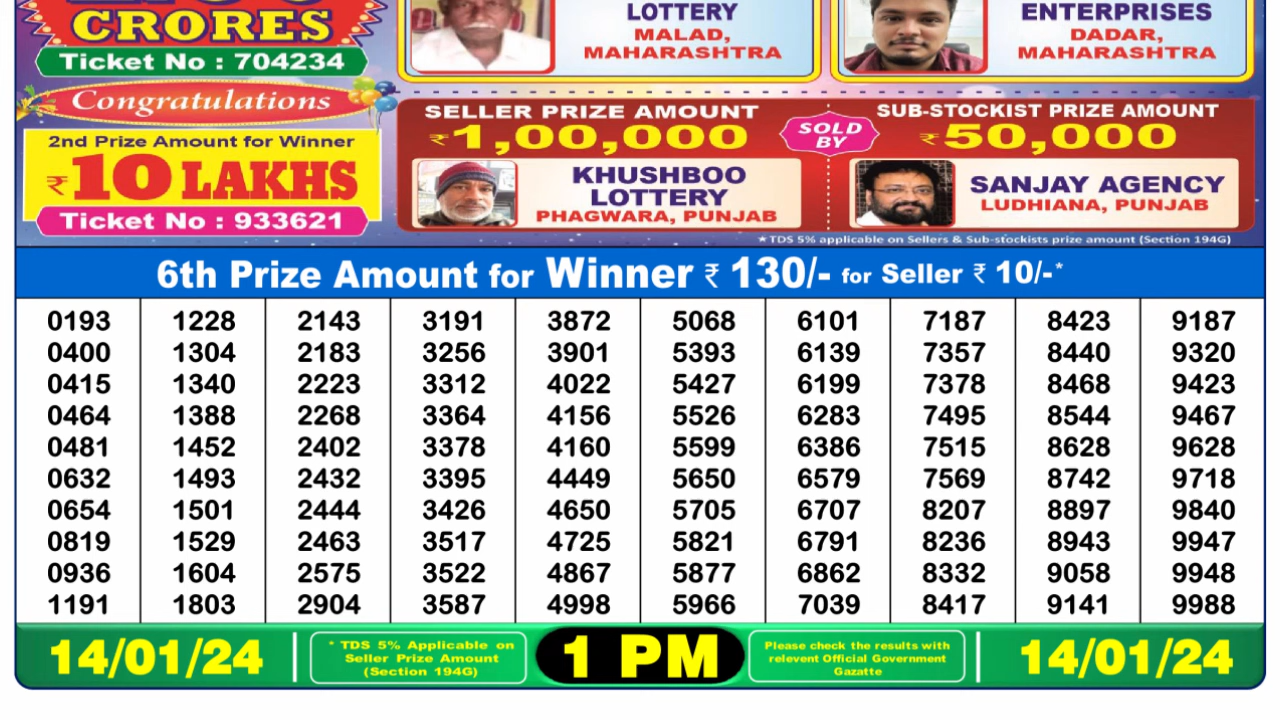 CRORES
Ticket No : 704234
LOTTERY
MALAD,
MAHARASHTRA
ENTERPRISES
DADAR,
MAHARASHTRA
Congratulations
2nd Prize Amount for Winner
₹10 LAKHS
Ticket No : 933621
SELLER PRIZE AMOUNT
₹1,00,000
SOLD
BY
SUB-STOCKIST PRIZE AMOUNT
₹50,000
KHUSHBOO
LOTTERY
PHAGWARA, PUNJAB
SANJAY AGENCY
LUDHIANA, PUNJAB
★TDS 5% applicable on Sellers & Sub-stockists prize amount (Section 194G)
6th Prize Amount for Winner ₹ 130/- for Seller ₹ 10/-*
0193 1228 2143 3191 3872 5068 6101 7187 8423 9187
0400 1304 2183 3256 3901 5393 6139 7357 8440 9320
0415 1340 2223 3312 4022 5427 6199 7378 8468 9423
0464 1388 2268 3364 4156 5526 6283 7495 8544 9467
0481 1452 2402 3378 4160 5599 6386 7515 8628 9628
0632 1493 2432 3395 4449 5650 6579 7569 8742 9718
0654 1501 2444 3426 4650 5705 6707 8207 8897 9840
0819 1529 2463 3517 4725 5821 6791 8236 8943 9947
0936 1604 2575 3522 4867 5877 6862 8332 9058 9948
1191 1803 2904 3587 4998 5966 7039 8417 9141 9988
14/01/24
* TDS 5% Applicable on
Seller Prize Amount
(Section 194G)
1 PM
Please check the results with
relevent Official Government
Gazatte
14/01/24